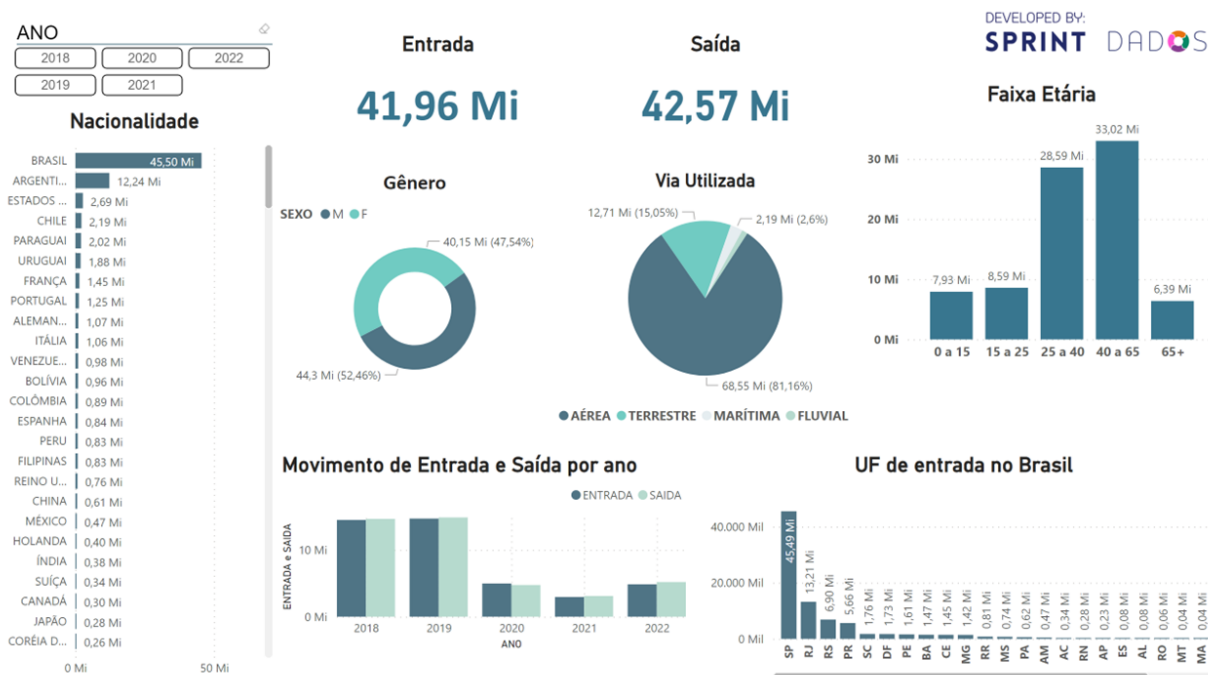 ANO
2018
2020
2022
2019
2021
Nacionalidade
BRASIL 45,50 Mi
ARGENTI... 12,24 Mi
ESTADOS ... 2,69 Mi
CHILE 2,19 Mi
PARAGUAI 2,02 Mi
URUGUAI 1,88 Mi
FRANÇA 1,45 Mi
PORTUGAL 1,25 Mi
ALEMAN... 1,07 Mi
ITÁLIA 1,06 Mi
VENEZUE... 0,98 Mi
BOLÍVIA 0,96 Mi
COLÔMBIA 0,89 Mi
ESPANHA 0,84 Mi
PERU 0,83 Mi
FILIPINAS 0,83 Mi
REINO U... 0,76 Mi
CHINA 0,61 Mi
MÉXICO 0,47 Mi
HOLANDA 0,40 Mi
ÍNDIA 0,38 Mi
SUÍÇA 0,34 Mi
CANADÁ 0,30 Mi
JAPÃO 0,28 Mi
CORÉIA D... 0,26 Mi
0 Mi 50 Mi
Entrada
41,96 Mi
Saída
42,57 Mi
DEVELOPED BY:
SPRINT DADOS
Gênero
SEXO M F
40,15 Mi (47,54%)
44,3 Mi (52,46%)
Via Utilizada
12,71 Mi (15,05%)
2,19 Mi (2,6%)
68,55 Mi (81,16%)
AÉREA TERRESTRE MARÍTIMA FLUVIAL
Faixa Etária
30 Mi
20 Mi
10 Mi
0 Mi
7,93 Mi
8,59 Mi
28,59 Mi
33,02 Mi
6,39 Mi
0 a 15 15 a 25 25 a 40 40 a 65 65+
Movimento de Entrada e Saída por ano
ENTRADA SAIDA
ENTRADA e SAIDA
10 Mi
0 Mi
2018 2019 2020 2021 2022
ANO
UF de entrada no Brasil
40.000 Mil
20.000 Mil
0 Mil
45,49 Mi
13,21 Mi
6,90 Mi
5,66 Mi
1,76 Mi
1,73 Mi
1,61 Mi
1,47 Mi
1,45 Mi
1,42 Mi
0,81 Mi
0,74 Mi
0,62 Mi
0,47 Mi
0,34 Mi
0,28 Mi
0,23 Mi
0,08 Mi
0,08 Mi
0,06 Mi
0,04 Mi
0,04 Mi
SP RJ RS PR SC DF PE BA CE MG RR MS PA AM AC RN AP ES AL RO MT MA